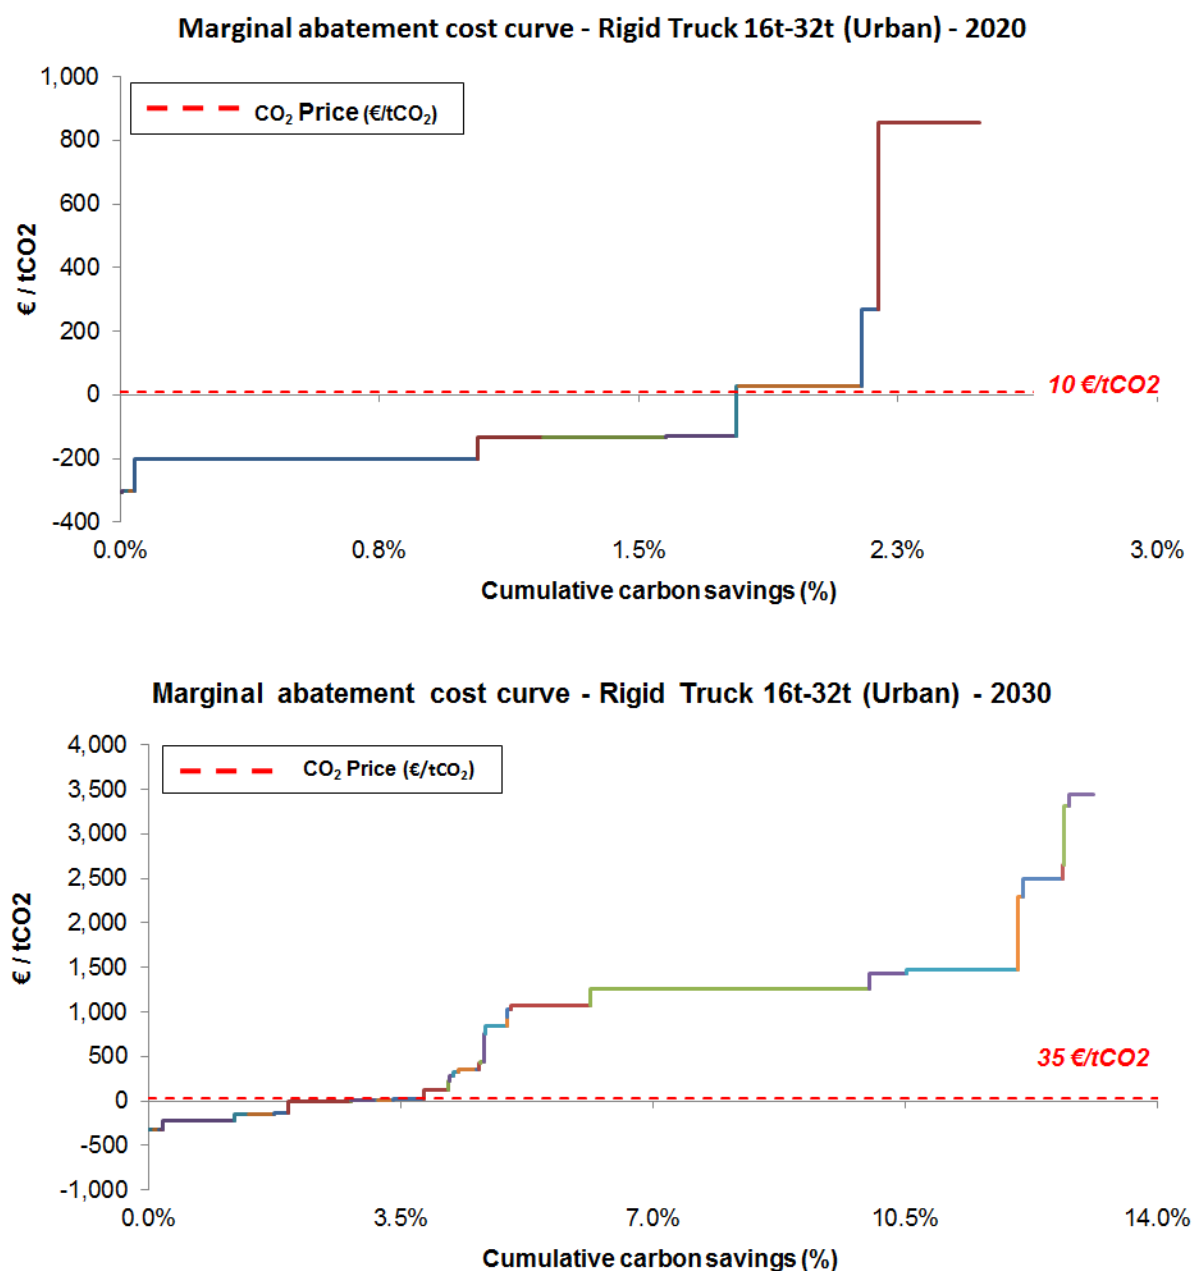 Marginal abatement cost curve - Rigid Truck 16t-32t (Urban) - 2020
1,000
CO₂ Price (€/tCO₂)
800
600
400
200
0
-200
-400
€ / tCO2
10 €/tCO2
0.0% 0.8% 1.5% 2.3% 3.0%
Cumulative carbon savings (%)
Marginal abatement cost curve - Rigid Truck 16t-32t (Urban) - 2030
4,000
CO₂ Price (€/tCO₂)
3,500
3,000
2,500
2,000
1,500
1,000
500
0
-500
-1,000
€ / tCO2
35 €/tCO2
0.0% 3.5% 7.0% 10.5% 14.0%
Cumulative carbon savings (%)